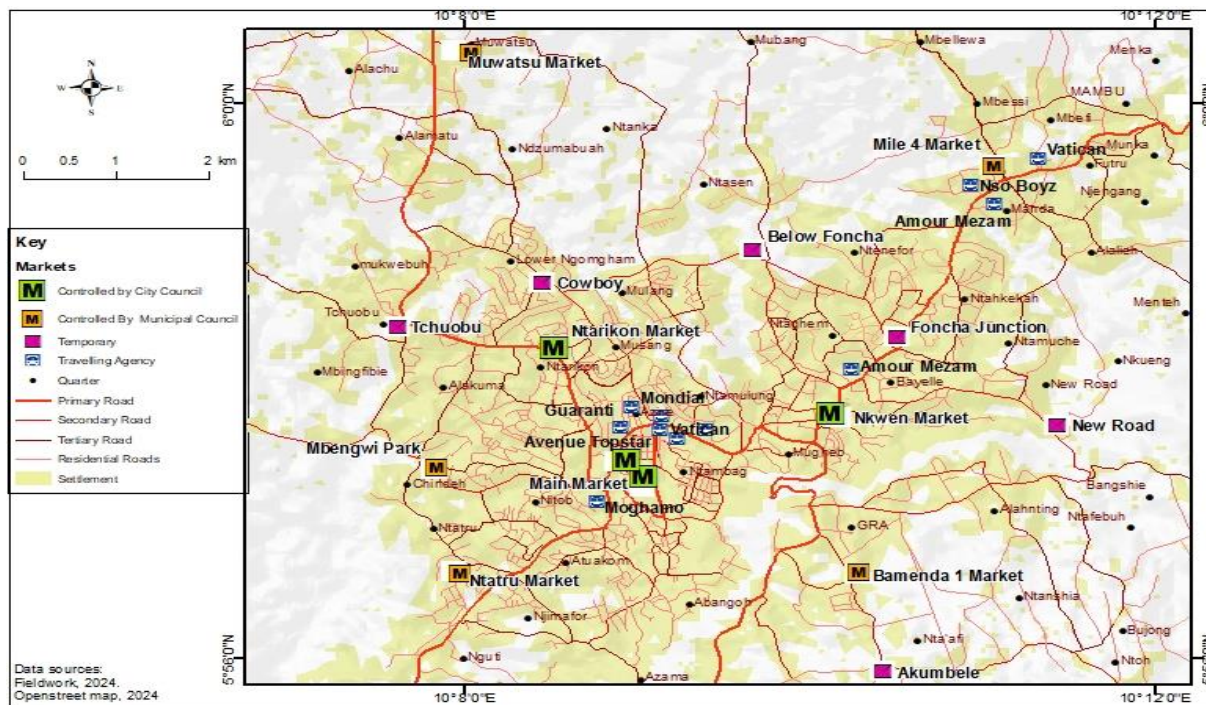 10°8'0"E
10°12'0"E
N
W E
S
0 0.5 1 2 km
6°0'0"N
Key
Markets
M Controlled by City Council
M Controlled By Municipal Council
Temporary
Travelling Agency
Quarter
Primary Road
Secondary Road
Tertiary Road
Residential Roads
Settlement
Data sources:
Fieldwork, 2024.
Openstreet map, 2024
5°56'0"N
10°8'0"E
10°12'0"E
Muwatsu
M
Muwatsu Market
Mubang
Mbellewa
Menka
Alachu
Mbessi
MAMBU
Mbefi
Alamatu
Ntanka
Ndzumabuah
Mile 4 Market
M
Vatican
Munka
Futru
Ntasen
Nso Boyz
Njengang
Amour Mezam
Manda
Below Foncha
Ntenefor
Alalieh
mukwebuh
Lower Ngomgham
Cowboy
Mulang
Ntahkekah
Menteh
Tchuobu
Tchuobu
Ntarikon Market
M
Musang
Ntaghem
Foncha Junction
Ntamuche
Nkueng
Mbingfibie
Ntarikon
Alakuma
Amour Mezam
Bayelle
New Road
Mondial
Ntamulung
Guaranti
Azire
M
Nkwen Market
New Road
Vatican
Avenue Topstar
Mbengwi Park
M
Chindeh
M
M
Main Market
Ntambag
Mugheb
Bangshie
Nitob
Moghamo
Alahnting
Ntafebuh
Ntatru
GRA
Atuakom
M
Ntatru Market
M
Bamenda 1 Market
Abangoh
Ntanshia
Njimafor
Nta'afi
Bujong
Nguti
Ntoh
Azama
Akumbele